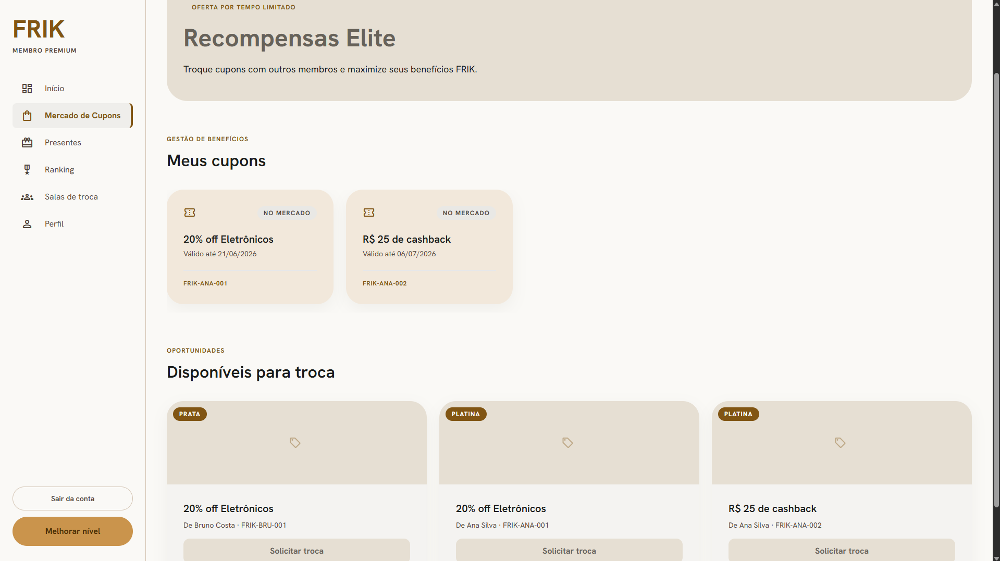 FRIK
MEMBRO PREMIUM
Início
Mercado de Cupons
Presentes
Ranking
Salas de troca
Perfil
Sair da conta
Melhorar nível
OFERTA POR TEMPO LIMITADO
Recompensas Elite
Troque cupons com outros membros e maximize seus benefícios FRIK.
GESTÃO DE BENEFÍCIOS
Meus cupons
NO MERCADO
20% off Eletrônicos
Válido até 21/06/2026
FRIK-ANA-001
NO MERCADO
R$ 25 de cashback
Válido até 06/07/2026
FRIK-ANA-002
OPORTUNIDADES
Disponíveis para troca
PRATA
20% off Eletrônicos
De Bruno Costa · FRIK-BRU-001
Solicitar troca
PLATINA
20% off Eletrônicos
De Ana Silva · FRIK-ANA-001
Solicitar troca
PLATINA
R$ 25 de cashback
De Ana Silva · FRIK-ANA-002
Solicitar troca